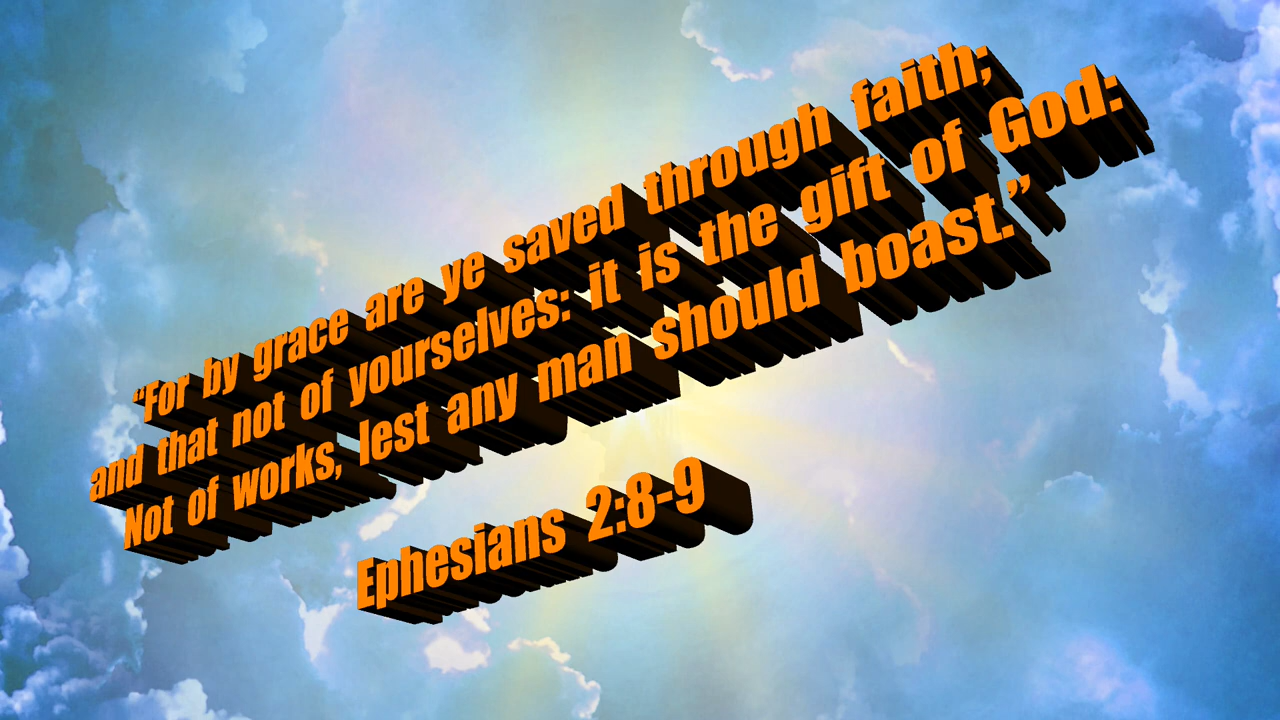 “For by grace are ye saved through faith;
and that not of yourselves: it is the gift of God:
Not of works, lest any man should boast.”
Ephesians 2:8-9